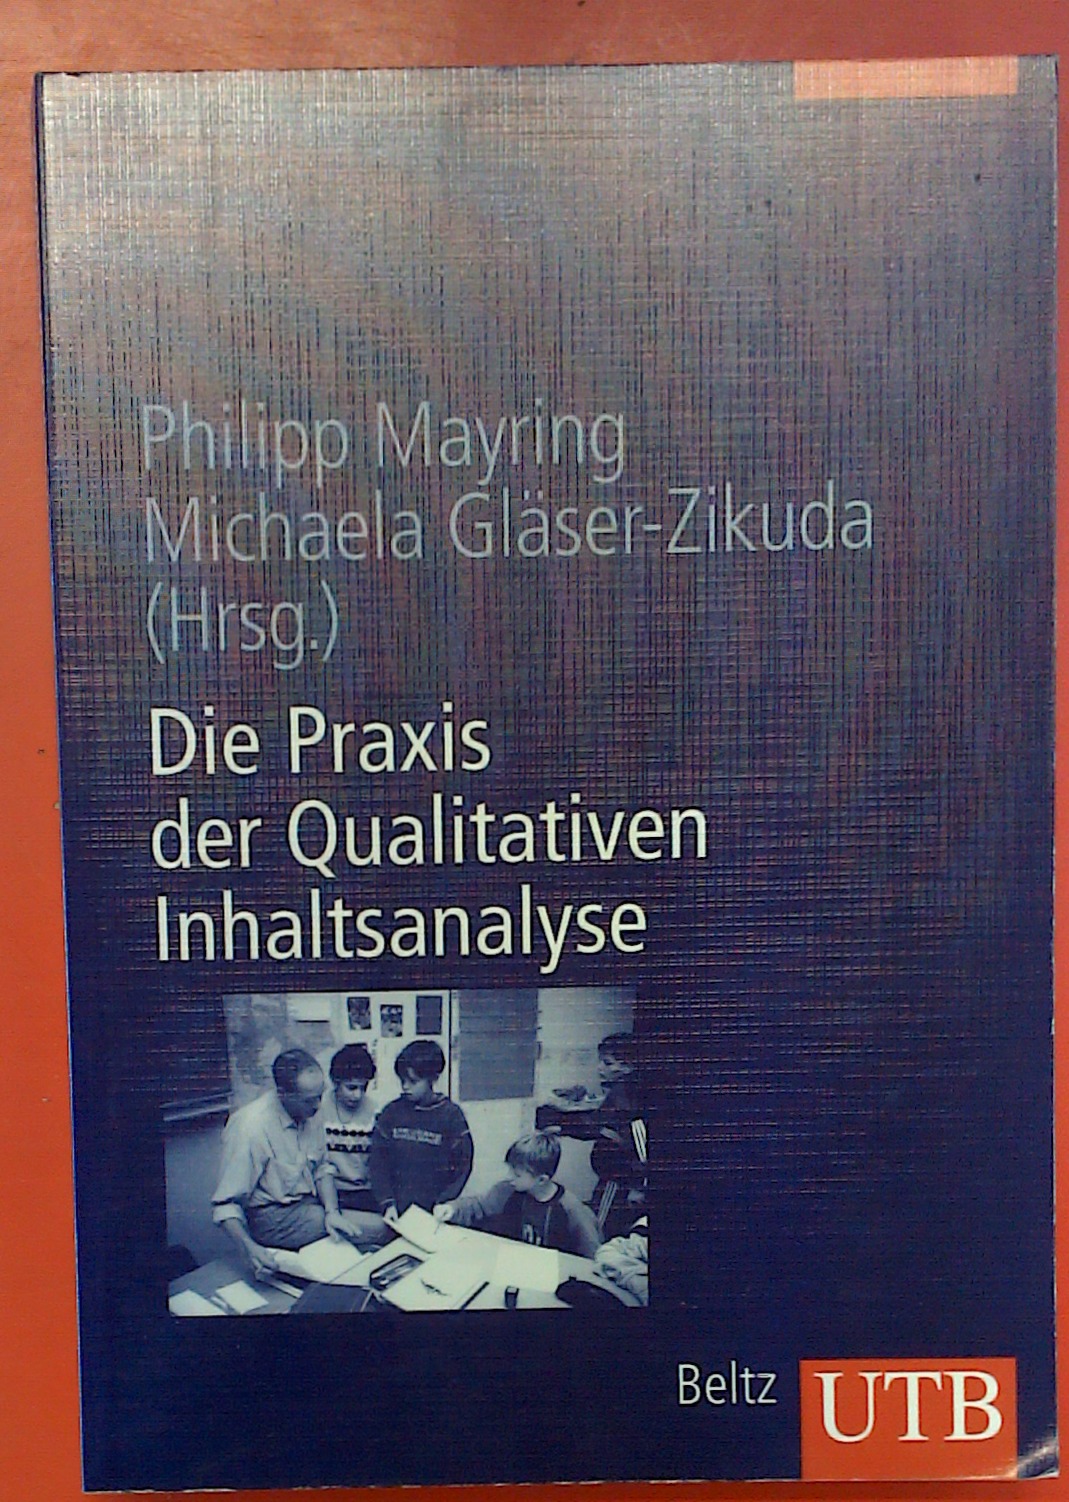 Philipp Mayring
Michaela Gläser-Zikuda
(Hrsg.)
Die Praxis
der Qualitativen
Inhaltsanalyse
Beltz
UTB